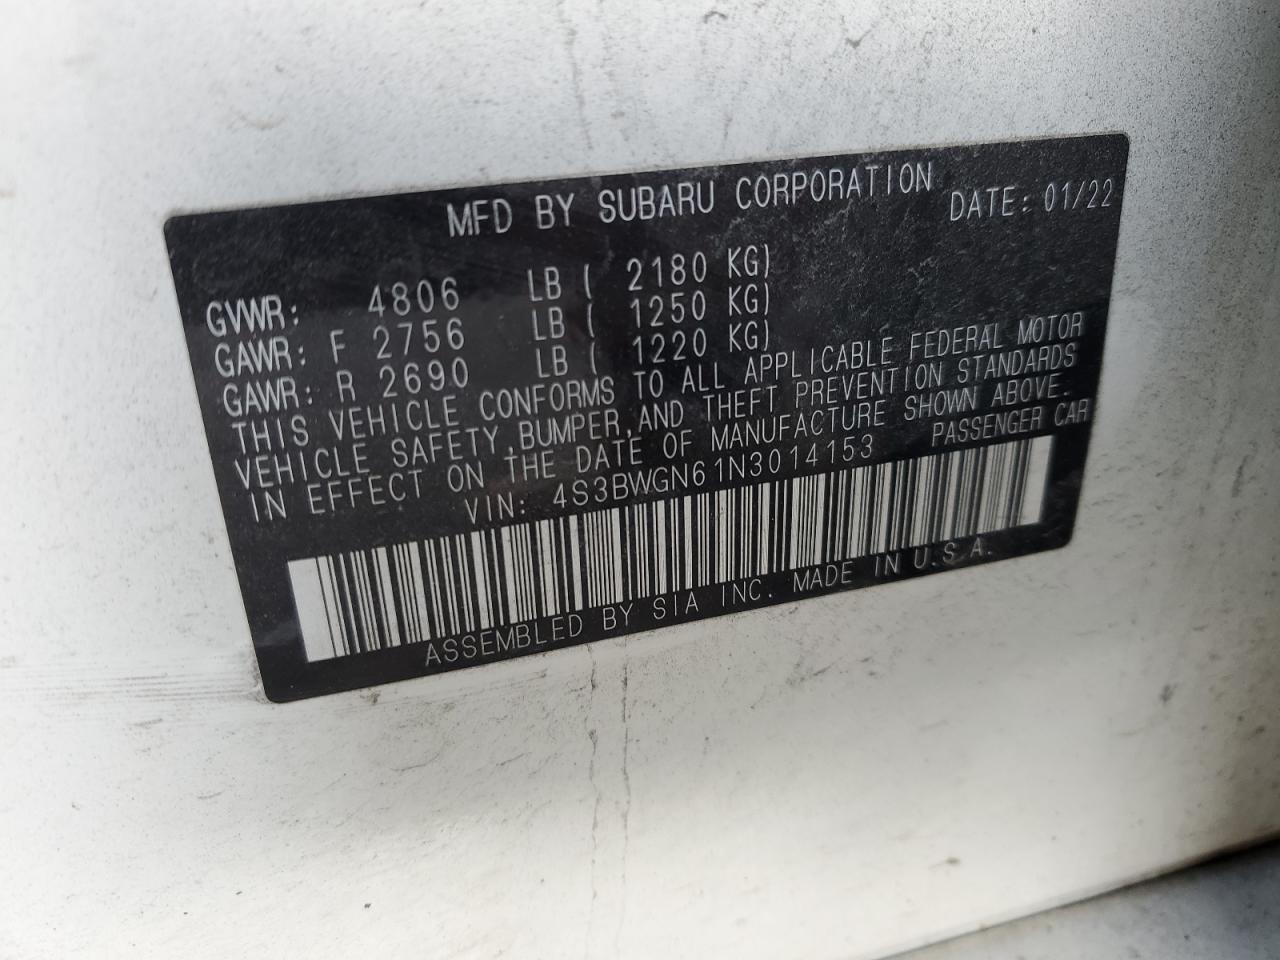 MFD BY SUBARU CORPORATION DATE: 01/22
GVWR: 4806 LB ( 2180 KG)
GAWR: F 2756 LB ( 1250 KG)
GAWR: R 2690 LB ( 1220 KG)
THIS VEHICLE CONFORMS TO ALL APPLICABLE FEDERAL MOTOR
VEHICLE SAFETY, BUMPER, AND THEFT PREVENTION STANDARDS
IN EFFECT ON THE DATE OF MANUFACTURE SHOWN ABOVE.
VIN: 4S3BWGN61N3014153 PASSENGER CAR
ASSEMBLED BY SIA INC. MADE IN U.S.A.